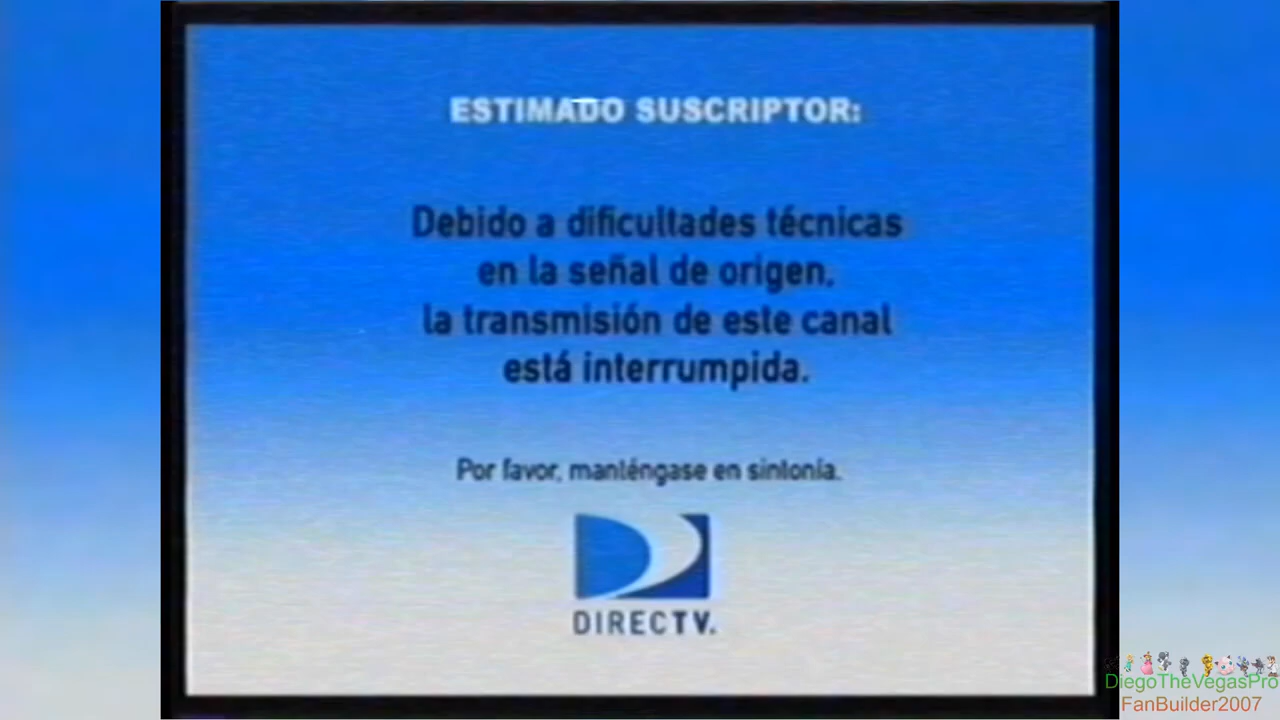 ESTIMADO SUSCRIPTOR:
Debido a dificultades técnicas
en la señal de origen,
la transmisión de este canal
está interrumpida.
Por favor, manténgase en sintonía.
DIRECTV.
DiegoTheVegasPro
FanBuilder2007